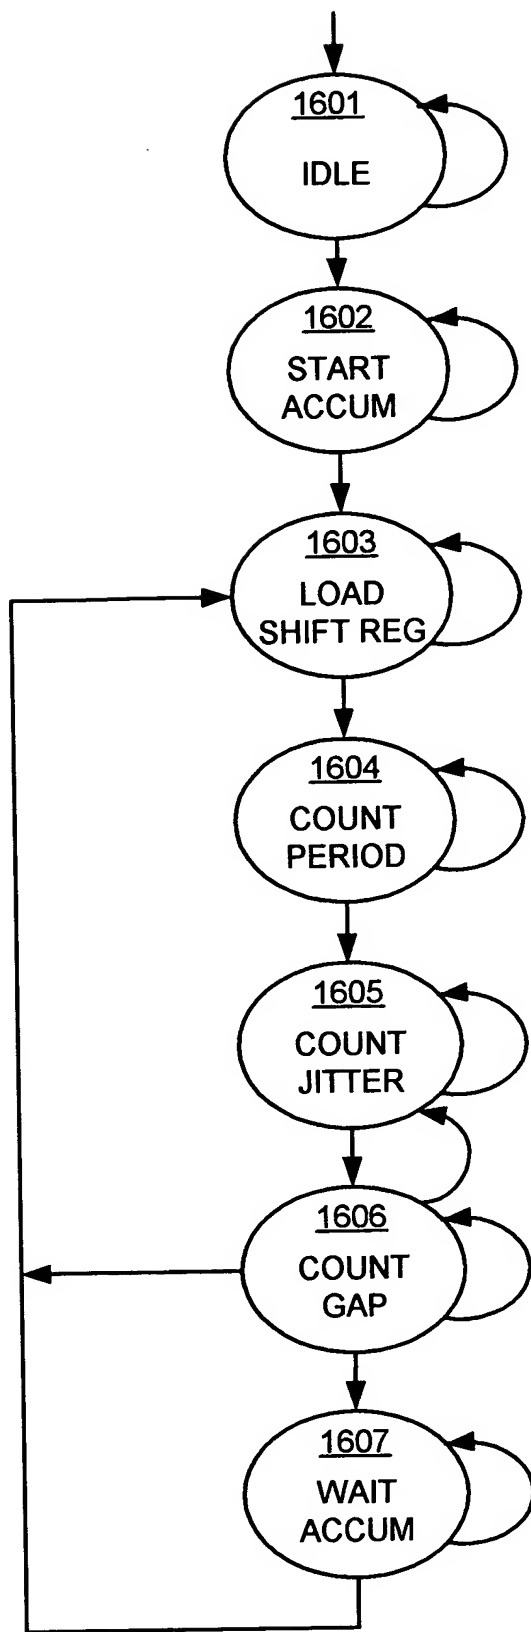 1601
IDLE
1602
START
ACCUM
1603
LOAD
SHIFT REG
1604
COUNT
PERIOD
1605
COUNT
JITTER
1606
COUNT
GAP
1607
WAIT
ACCUM